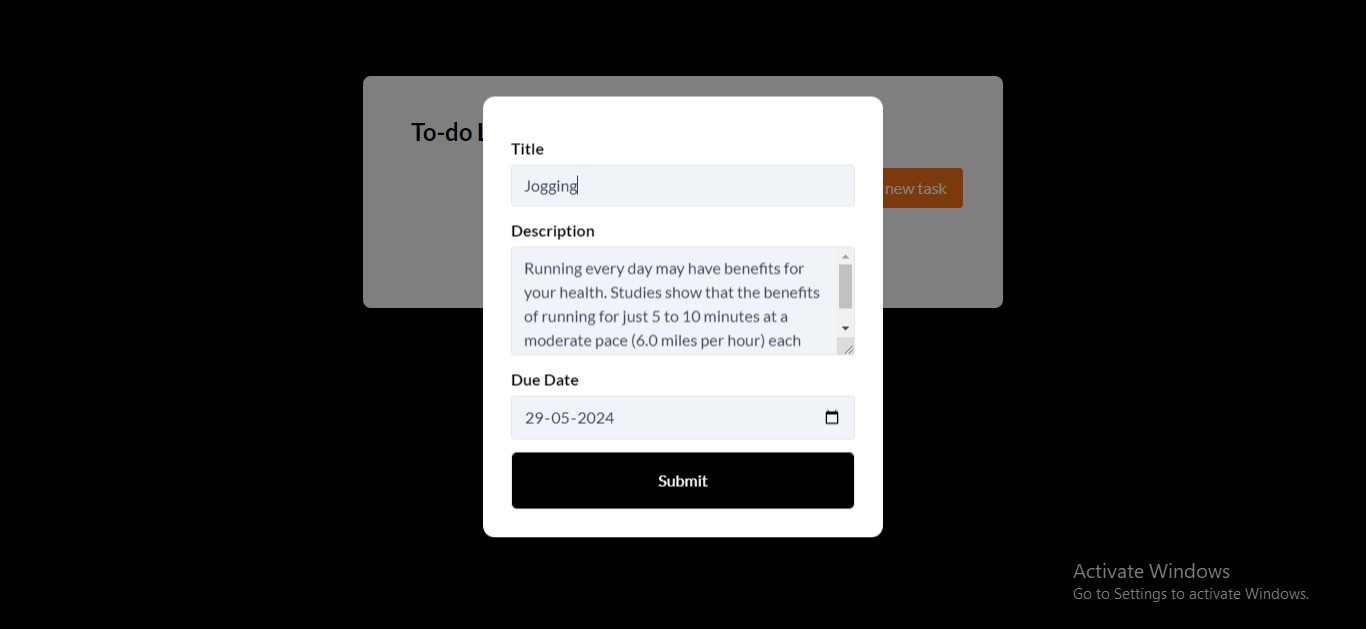 To-do L
new task
Title
Jogging
Description
Running every day may have benefits for
your health. Studies show that the benefits
of running for just 5 to 10 minutes at a
moderate pace (6.0 miles per hour) each
Due Date
29-05-2024
Submit
Activate Windows
Go to Settings to activate Windows.